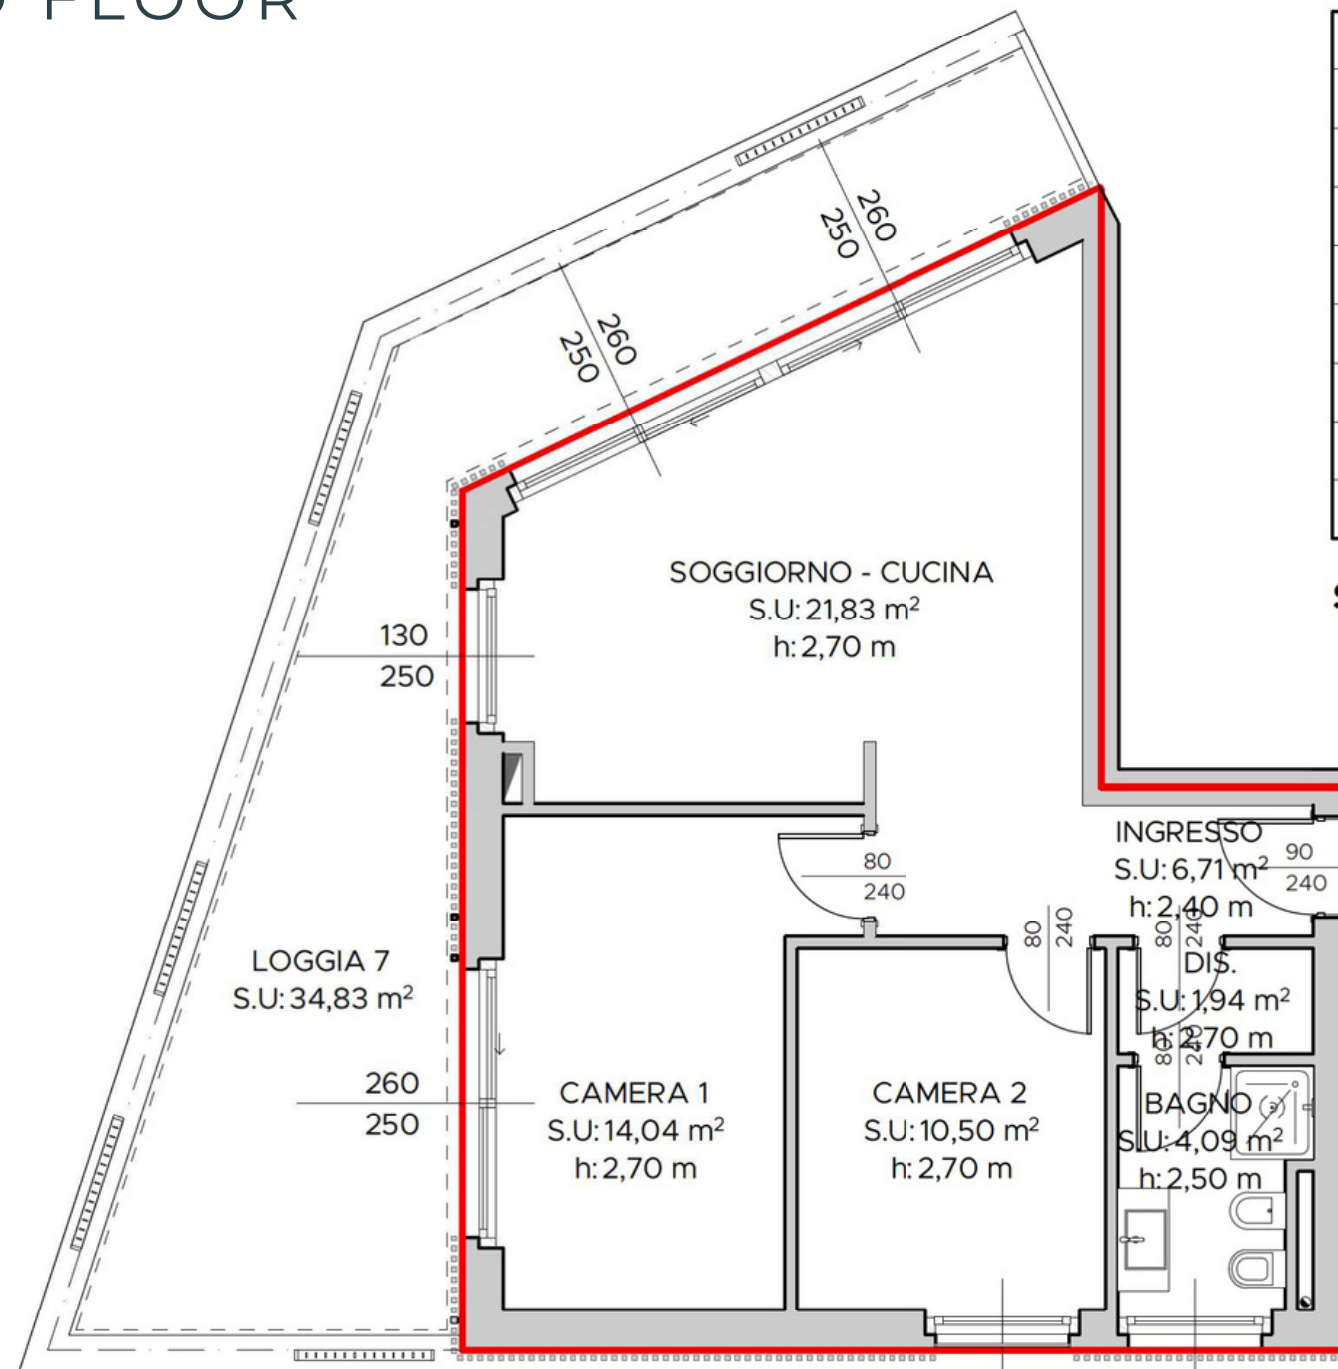 FLOOR
260
250
260
250
SOGGIORNO - CUCINA
S.U: 21,83 m²
h: 2,70 m
130
250
INGRESSO
S.U: 6,71 m²
h: 2,40 m
90
240
80
240
80
240
80
240
DIS.
S.U: 1,94 m²
h: 2,70 m
80
240
LOGGIA 7
S.U: 34,83 m²
260
250
CAMERA 1
S.U: 14,04 m²
h: 2,70 m
CAMERA 2
S.U: 10,50 m²
h: 2,70 m
BAGNO
S.U: 4,09 m²
h: 2,50 m